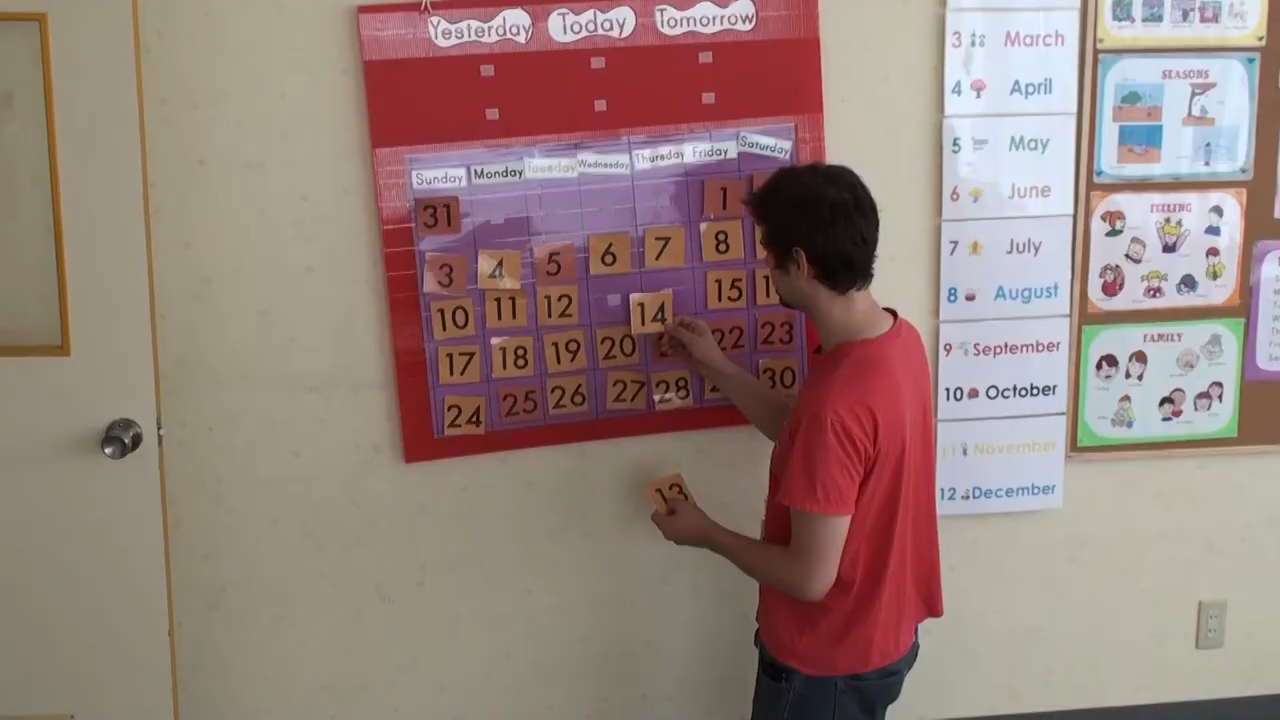 Yesterday Today Tomorrow
Sunday Monday Tuesday Wednesday Thursday Friday Saturday
31 1
3 4 5 6 7 8
10 11 12 14 15
17 18 19 20 22 23
24 25 26 27 28 30
13
3 March
4 April
5 May
6 June
7 July
8 August
9 September
10 October
11 November
12 December
SEASONS
FEELING
FAMILY